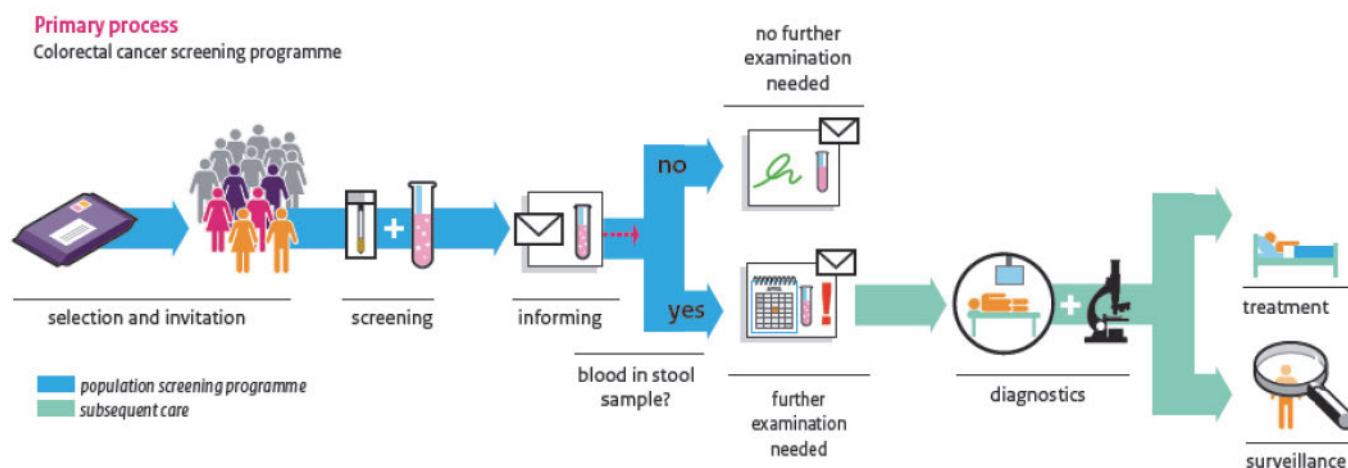 Primary process
Colorectal cancer screening programme
selection and invitation
screening
informing
blood in stool
sample?
no
yes
no further
examination
needed
APRIL
further
examination
needed
diagnostics
treatment
surveillance
population screening programme
subsequent care